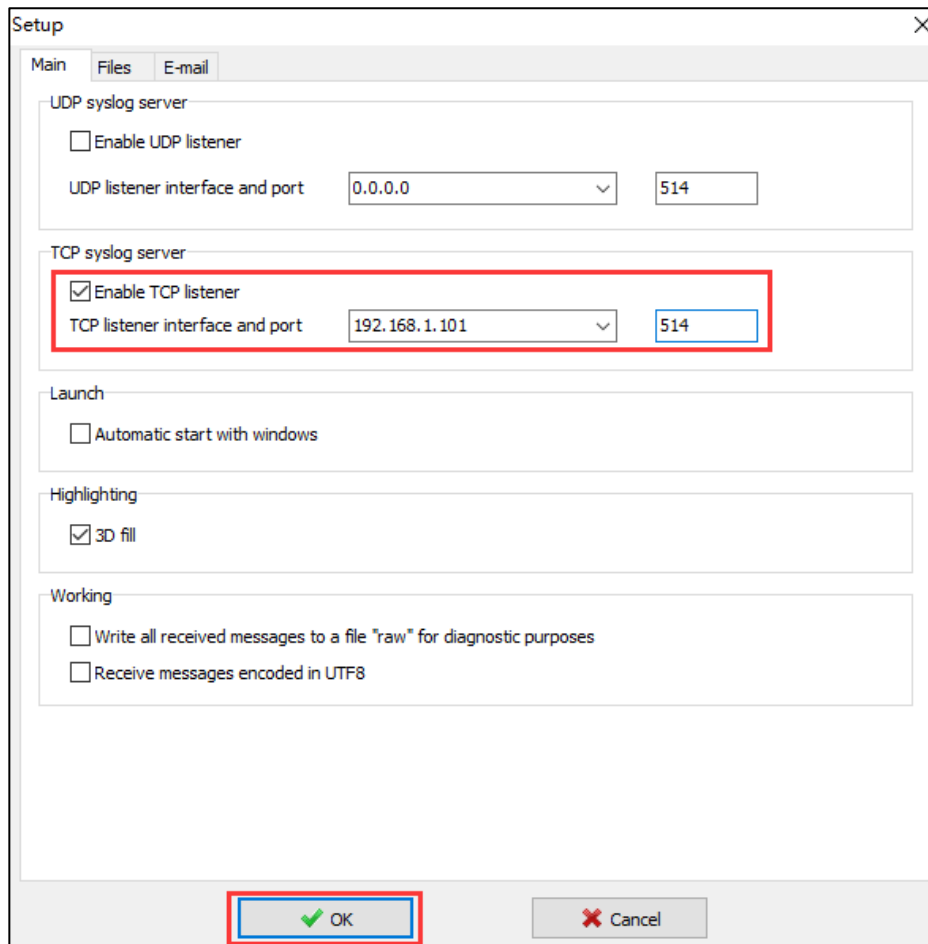 Setup
Main Files E-mail
UDP syslog server
Enable UDP listener
UDP listener interface and port 0.0.0.0 514
TCP syslog server
Enable TCP listener
TCP listener interface and port 192.168.1.101 514
Launch
Automatic start with windows
Highlighting
3D fill
Working
Write all received messages to a file "raw" for diagnostic purposes
Receive messages encoded in UTF8
OK Cancel